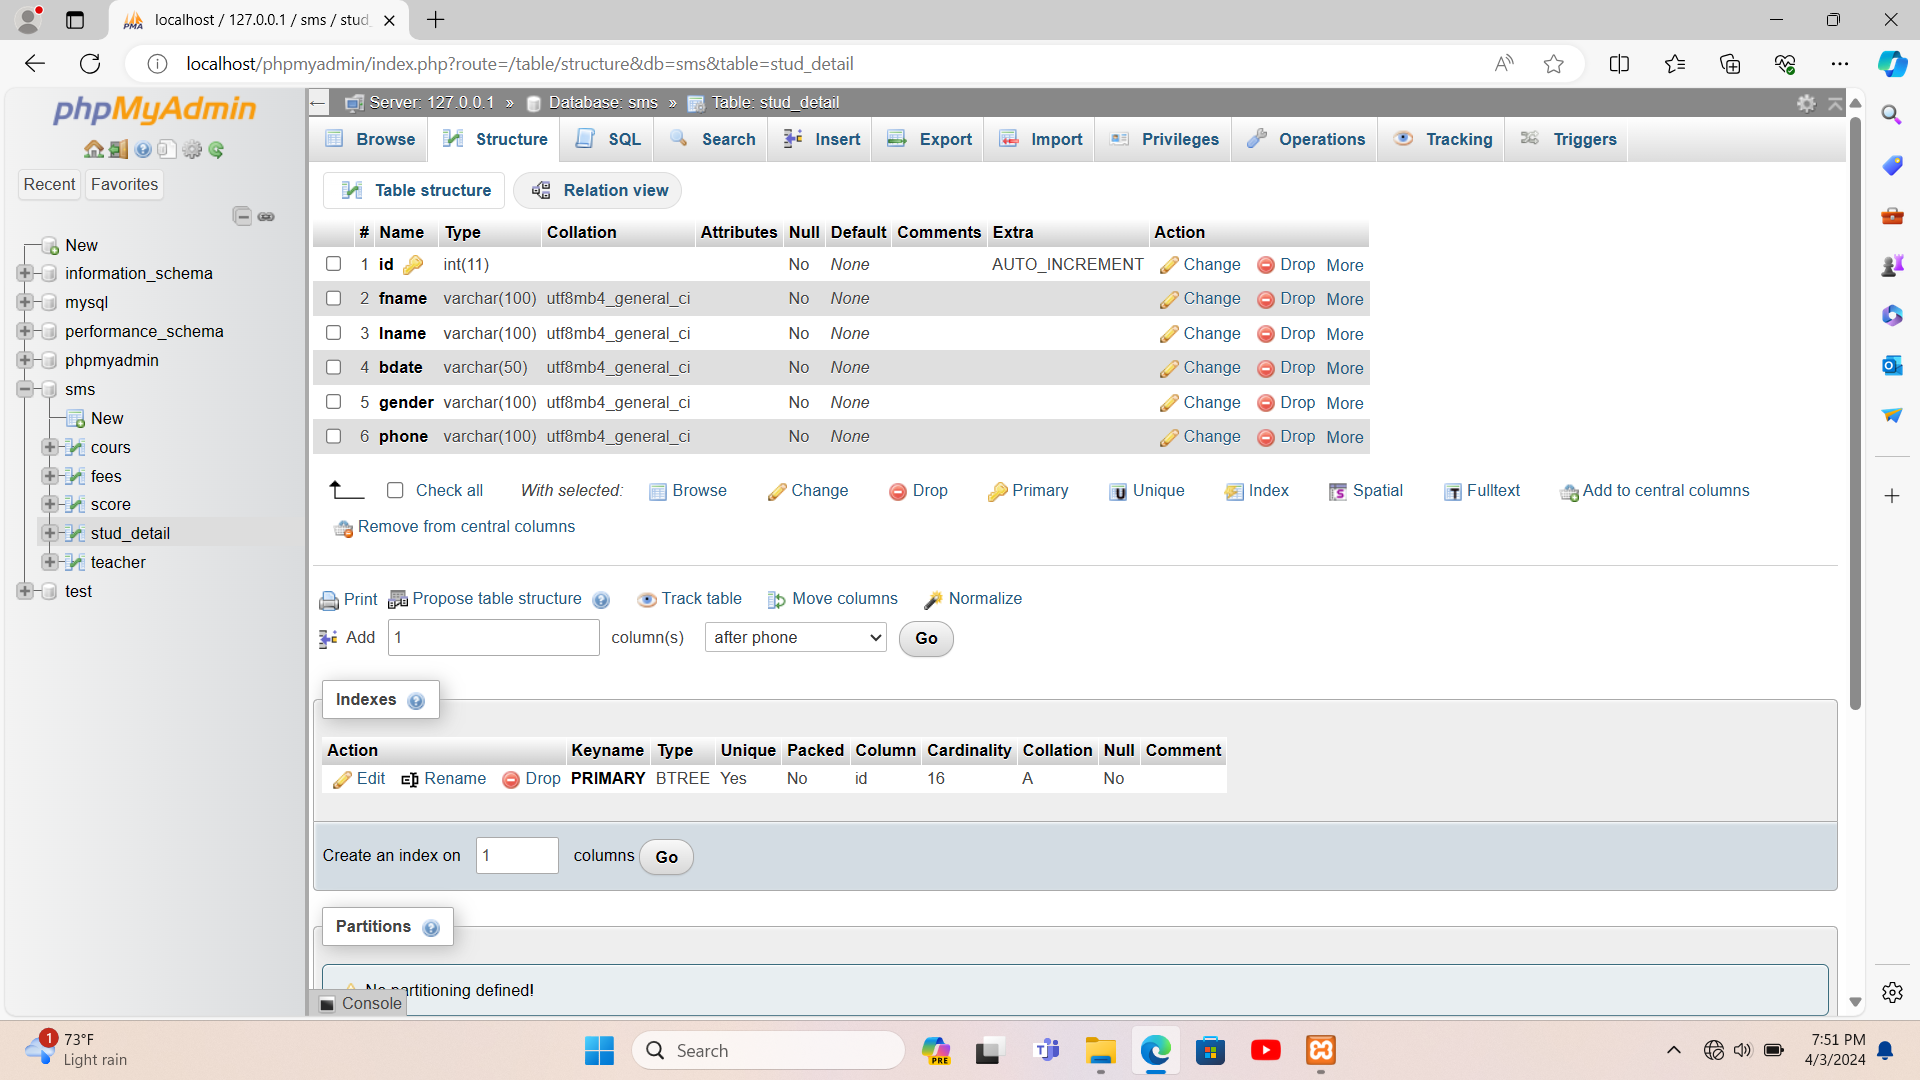 localhost / 127.0.0.1 / sms / stud_
localhost/phpmyadmin/index.php?route=/table/structure&db=sms&table=stud_detail
phpMyAdmin
Recent Favorites
New
information_schema
mysql
performance_schema
phpmyadmin
sms
New
cours
fees
score
stud_detail
teacher
test
Server: 127.0.0.1 » Database: sms » Table: stud_detail
Browse Structure SQL Search Insert Export Import Privileges Operations Tracking Triggers
Table structure Relation view
# Name Type Collation Attributes Null Default Comments Extra Action
1 id int(11) No None AUTO_INCREMENT Change Drop More
2 fname varchar(100) utf8mb4_general_ci No None Change Drop More
3 lname varchar(100) utf8mb4_general_ci No None Change Drop More
4 bdate varchar(50) utf8mb4_general_ci No None Change Drop More
5 gender varchar(100) utf8mb4_general_ci No None Change Drop More
6 phone varchar(100) utf8mb4_general_ci No None Change Drop More
Check all With selected: Browse Change Drop Primary Unique Index Spatial Fulltext Add to central columns
Remove from central columns
Print Propose table structure Track table Move columns Normalize
Add 1 column(s) after phone Go
Indexes
Action Keyname Type Unique Packed Column Cardinality Collation Null Comment
Edit Rename Drop PRIMARY BTREE Yes No id 16 A No
Create an index on 1 columns Go
Partitions
No partitioning defined!
Console
1
73°F
Light rain
Search
PRE
7:51 PM
4/3/2024